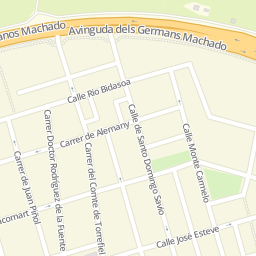 anos Machado
Avinguda dels Germans Machado
Calle Río Bidasoa
Carrer de Alemany
Calle de Santo Domingo Savio
Calle Monte Carmelo
Carrer Doctor Rodríguez de la Fuente
Carrer del Comte de Torrefiel
Carrer de Juan Piñol
acomart
Calle José Esteve